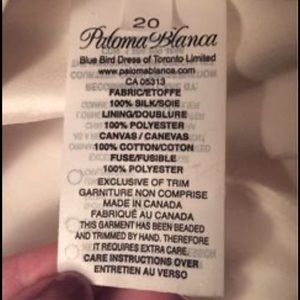 20
Paloma Blanca
Blue Bird Dress of Toronto Limited
www.palomablanca.com
CA 05313
FABRIC/ETOFFE
100% SILK/SOIE
LINING/DOUBLURE
100% POLYESTER
CANVAS / CANEVAS
100% COTTON/COTON
FUSE/FUSIBLE
100% POLYESTER
EXCLUSIVE OF TRIM
GARNITURE NON COMPRISE
MADE IN CANADA
FABRIQUÉ AU CANADA
THIS GARMENT HAS BEEN BEADED
AND TRIMMED BY HAND. THEREFORE
IT REQUIRES EXTRA CARE.
CARE INSTRUCTIONS OVER
ENTRETIEN AU VERSO